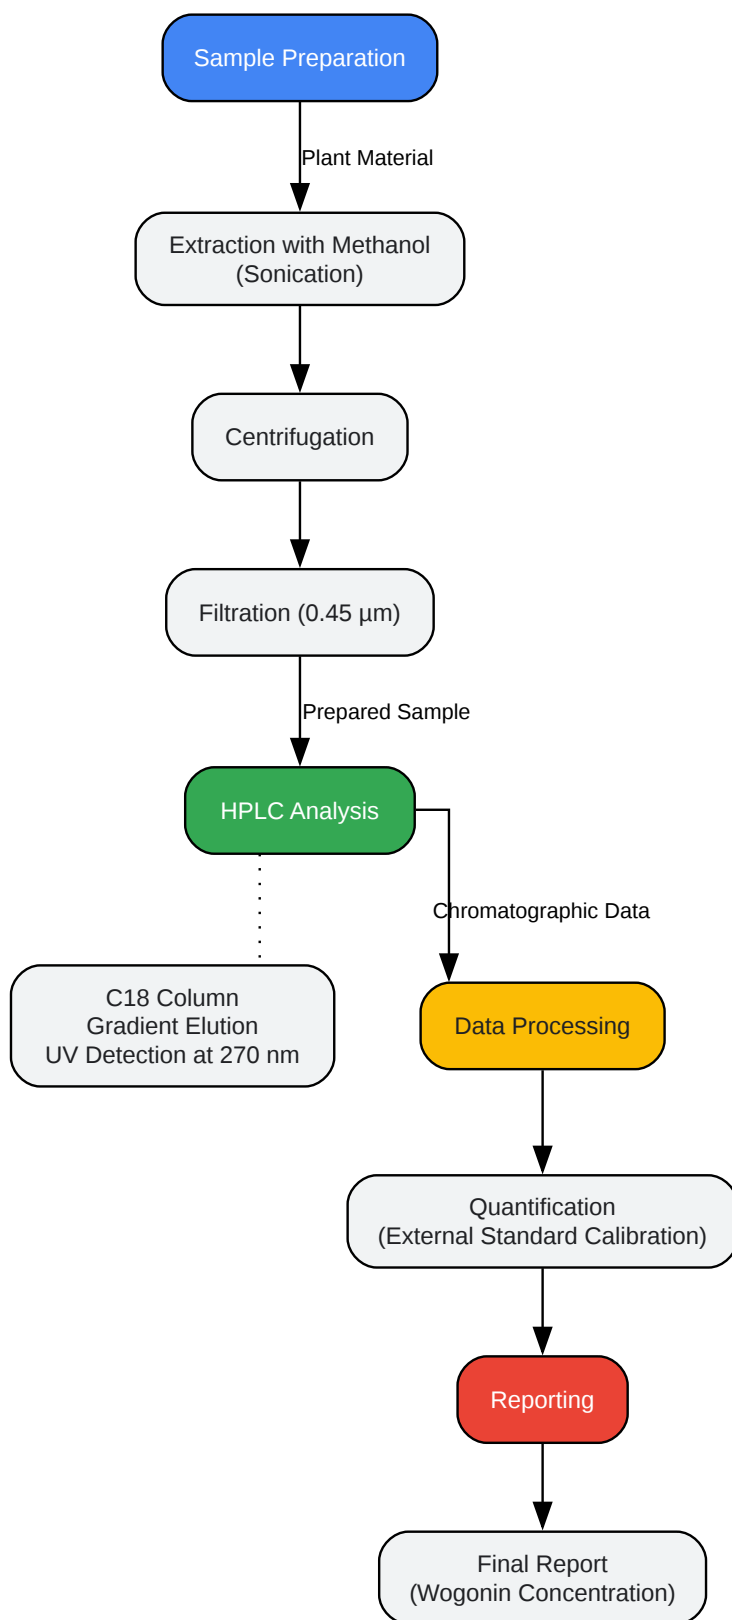 Sample Preparation
Plant Material
Extraction with Methanol
(Sonication)
Centrifugation
Filtration (0.45 µm)
Prepared Sample
HPLC Analysis
Chromatographic Data
C18 Column
Gradient Elution
UV Detection at 270 nm
Data Processing
Quantification
(External Standard Calibration)
Reporting
Final Report
(Wogonin Concentration)